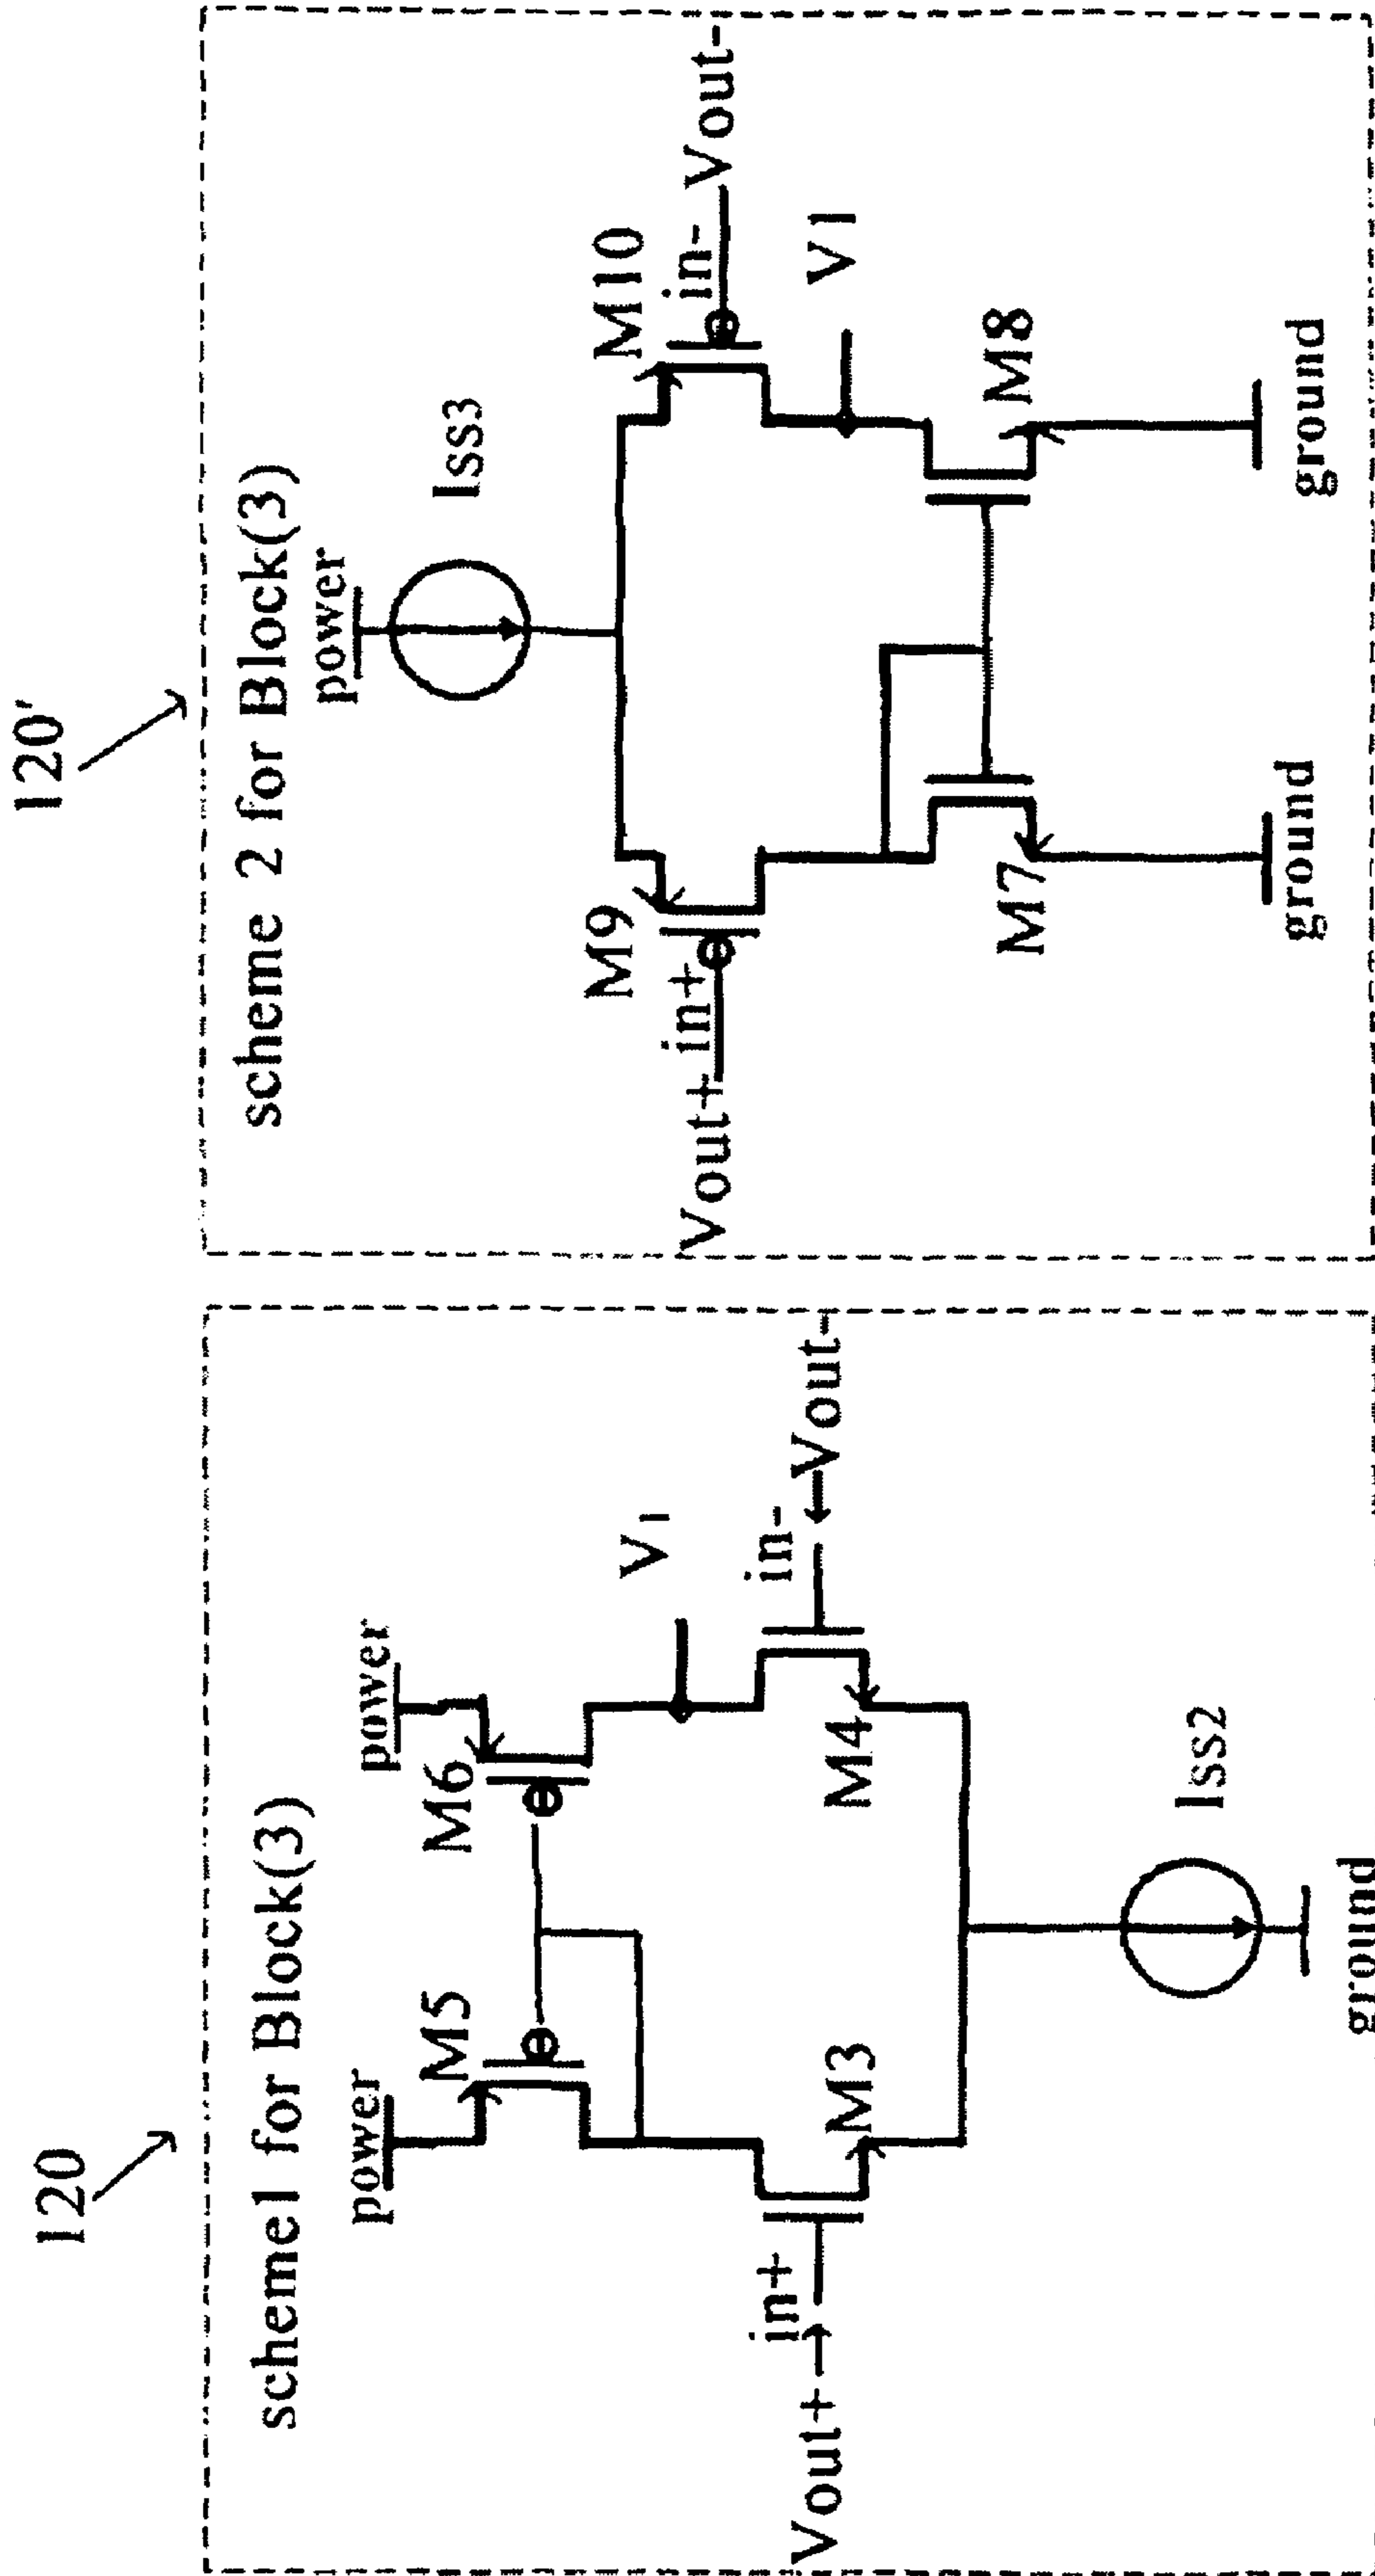 120
scheme1 for Block(3)
power
power
M5
M6
V1
in+
in-
Vout+
Vout-
M3
M4
Iss2
ground
120'
scheme 2 for Block(3)
power
Iss3
M9
M10
in+
in-
Vout+
Vout-
V1
M7
M8
ground
ground